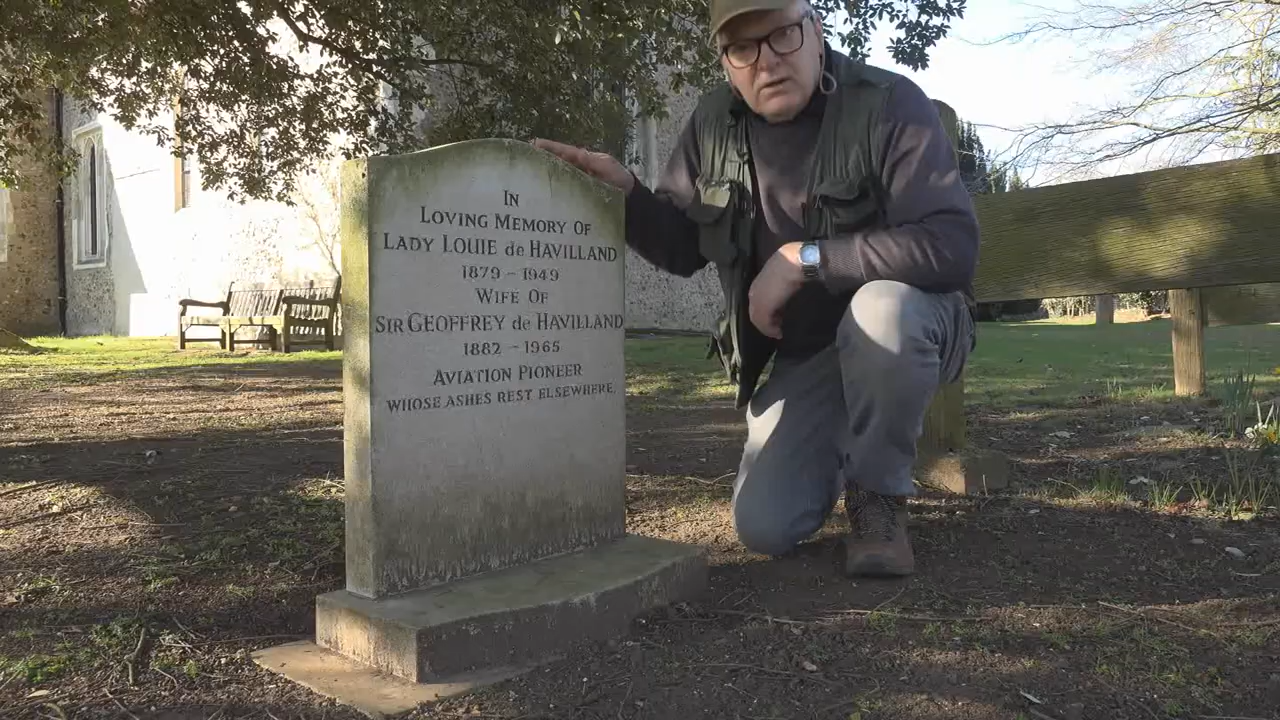 IN
LOVING MEMORY OF
LADY LOUIE de HAVILLAND
1879 – 1949
WIFE OF
SIR GEOFFREY de HAVILLAND
1882 – 1965
AVIATION PIONEER
WHOSE ASHES REST ELSEWHERE.